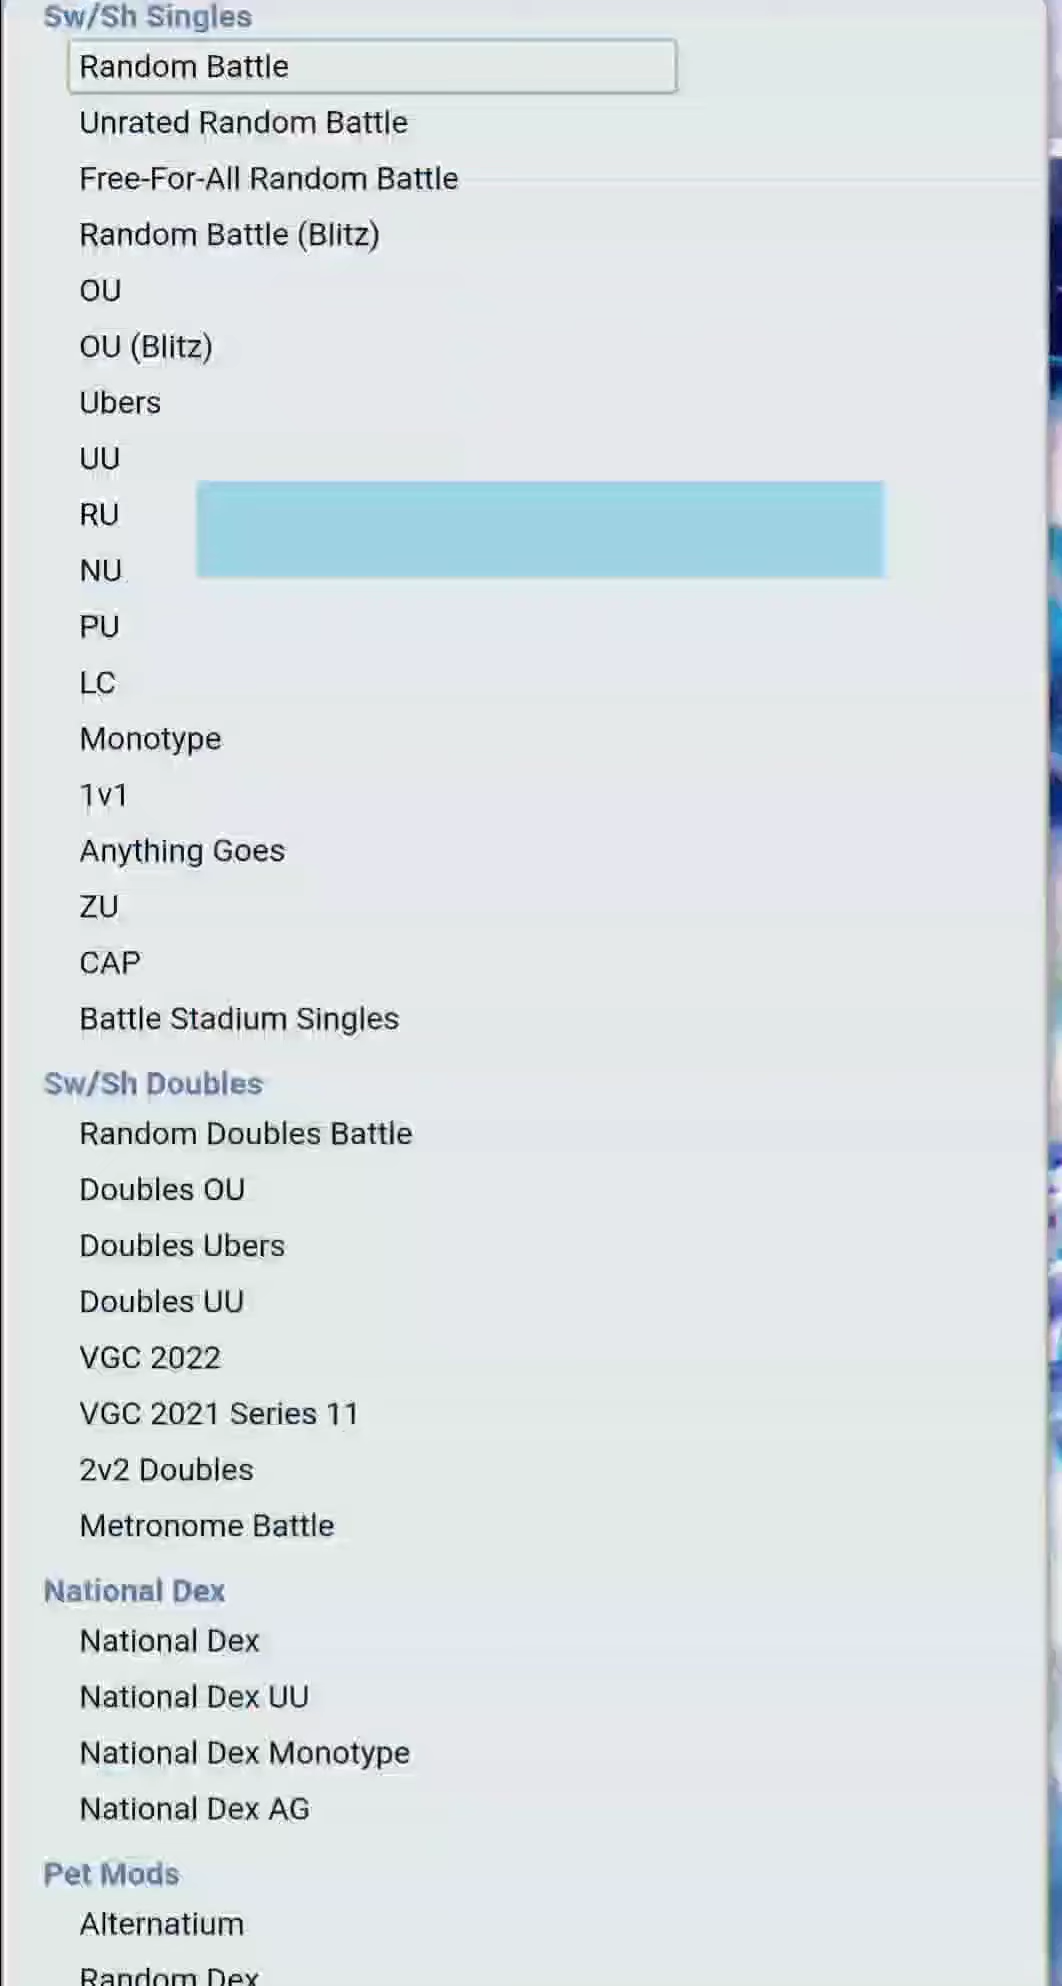 Sw/Sh Singles
Random Battle
Unrated Random Battle
Free-For-All Random Battle
Random Battle (Blitz)
OU
OU (Blitz)
Ubers
UU
RU
NU
PU
LC
Monotype
1v1
Anything Goes
ZU
CAP
Battle Stadium Singles
Sw/Sh Doubles
Random Doubles Battle
Doubles OU
Doubles Ubers
Doubles UU
VGC 2022
VGC 2021 Series 11
2v2 Doubles
Metronome Battle
National Dex
National Dex
National Dex UU
National Dex Monotype
National Dex AG
Pet Mods
Alternatium
Random Dex